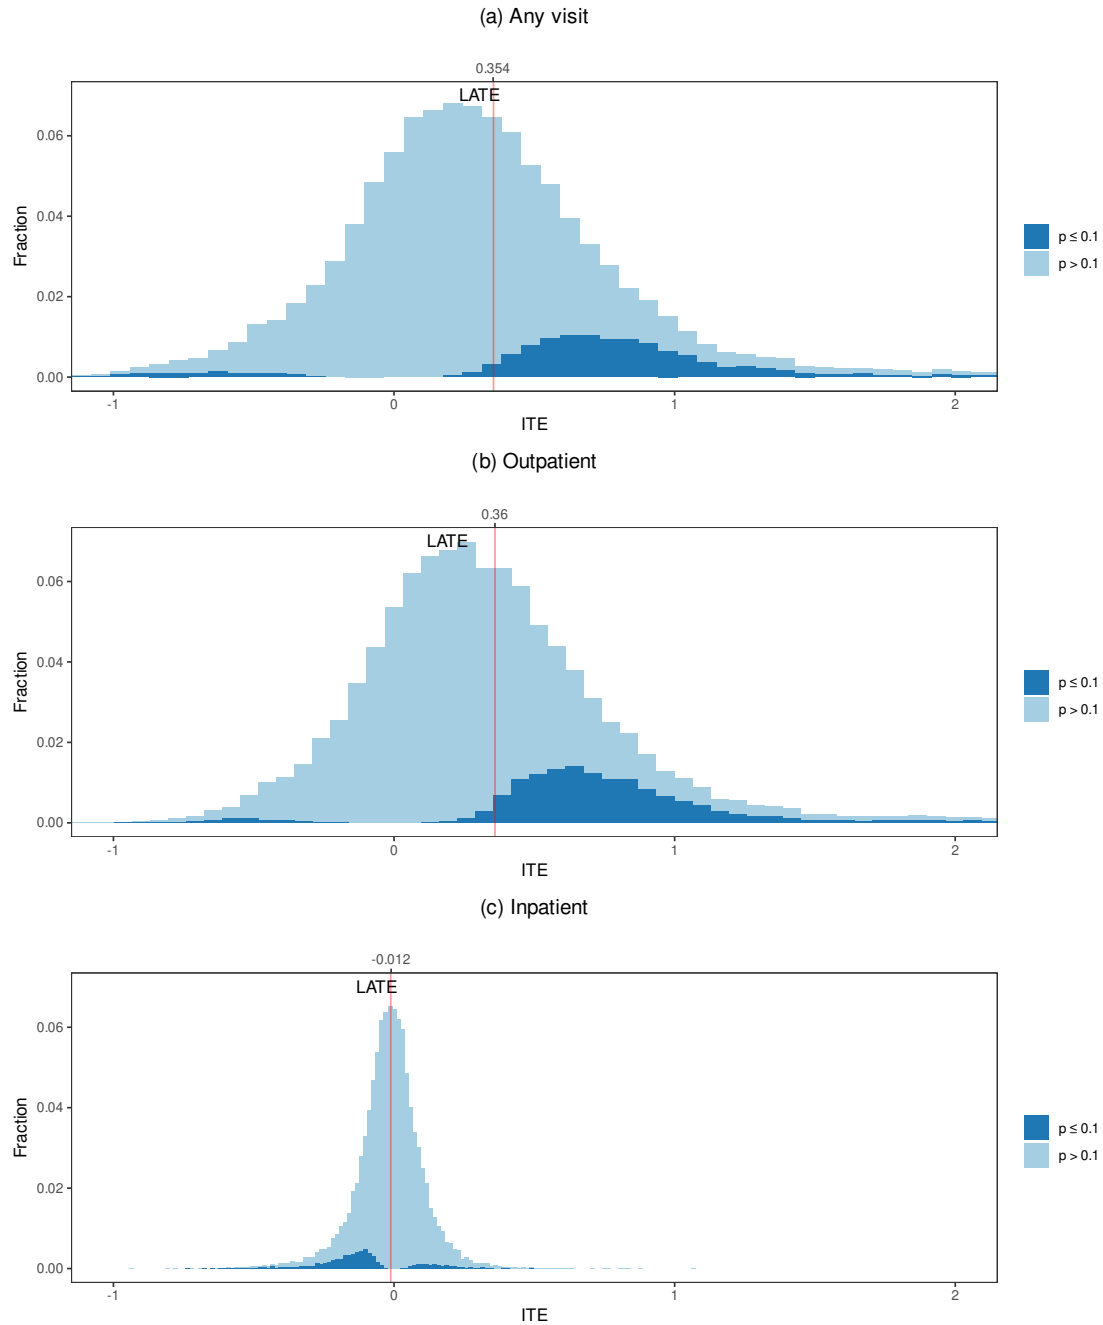 (a) Any visit
0.354
LATE
0.06
0.04
0.02
0.00
Fraction
-1
0
1
2
ITE
p ≤ 0.1
p > 0.1
(b) Outpatient
0.36
LATE
0.06
0.04
0.02
0.00
Fraction
-1
0
1
2
ITE
p ≤ 0.1
p > 0.1
(c) Inpatient
-0.012
LATE
0.06
0.04
0.02
0.00
Fraction
-1
0
1
2
ITE
p ≤ 0.1
p > 0.1